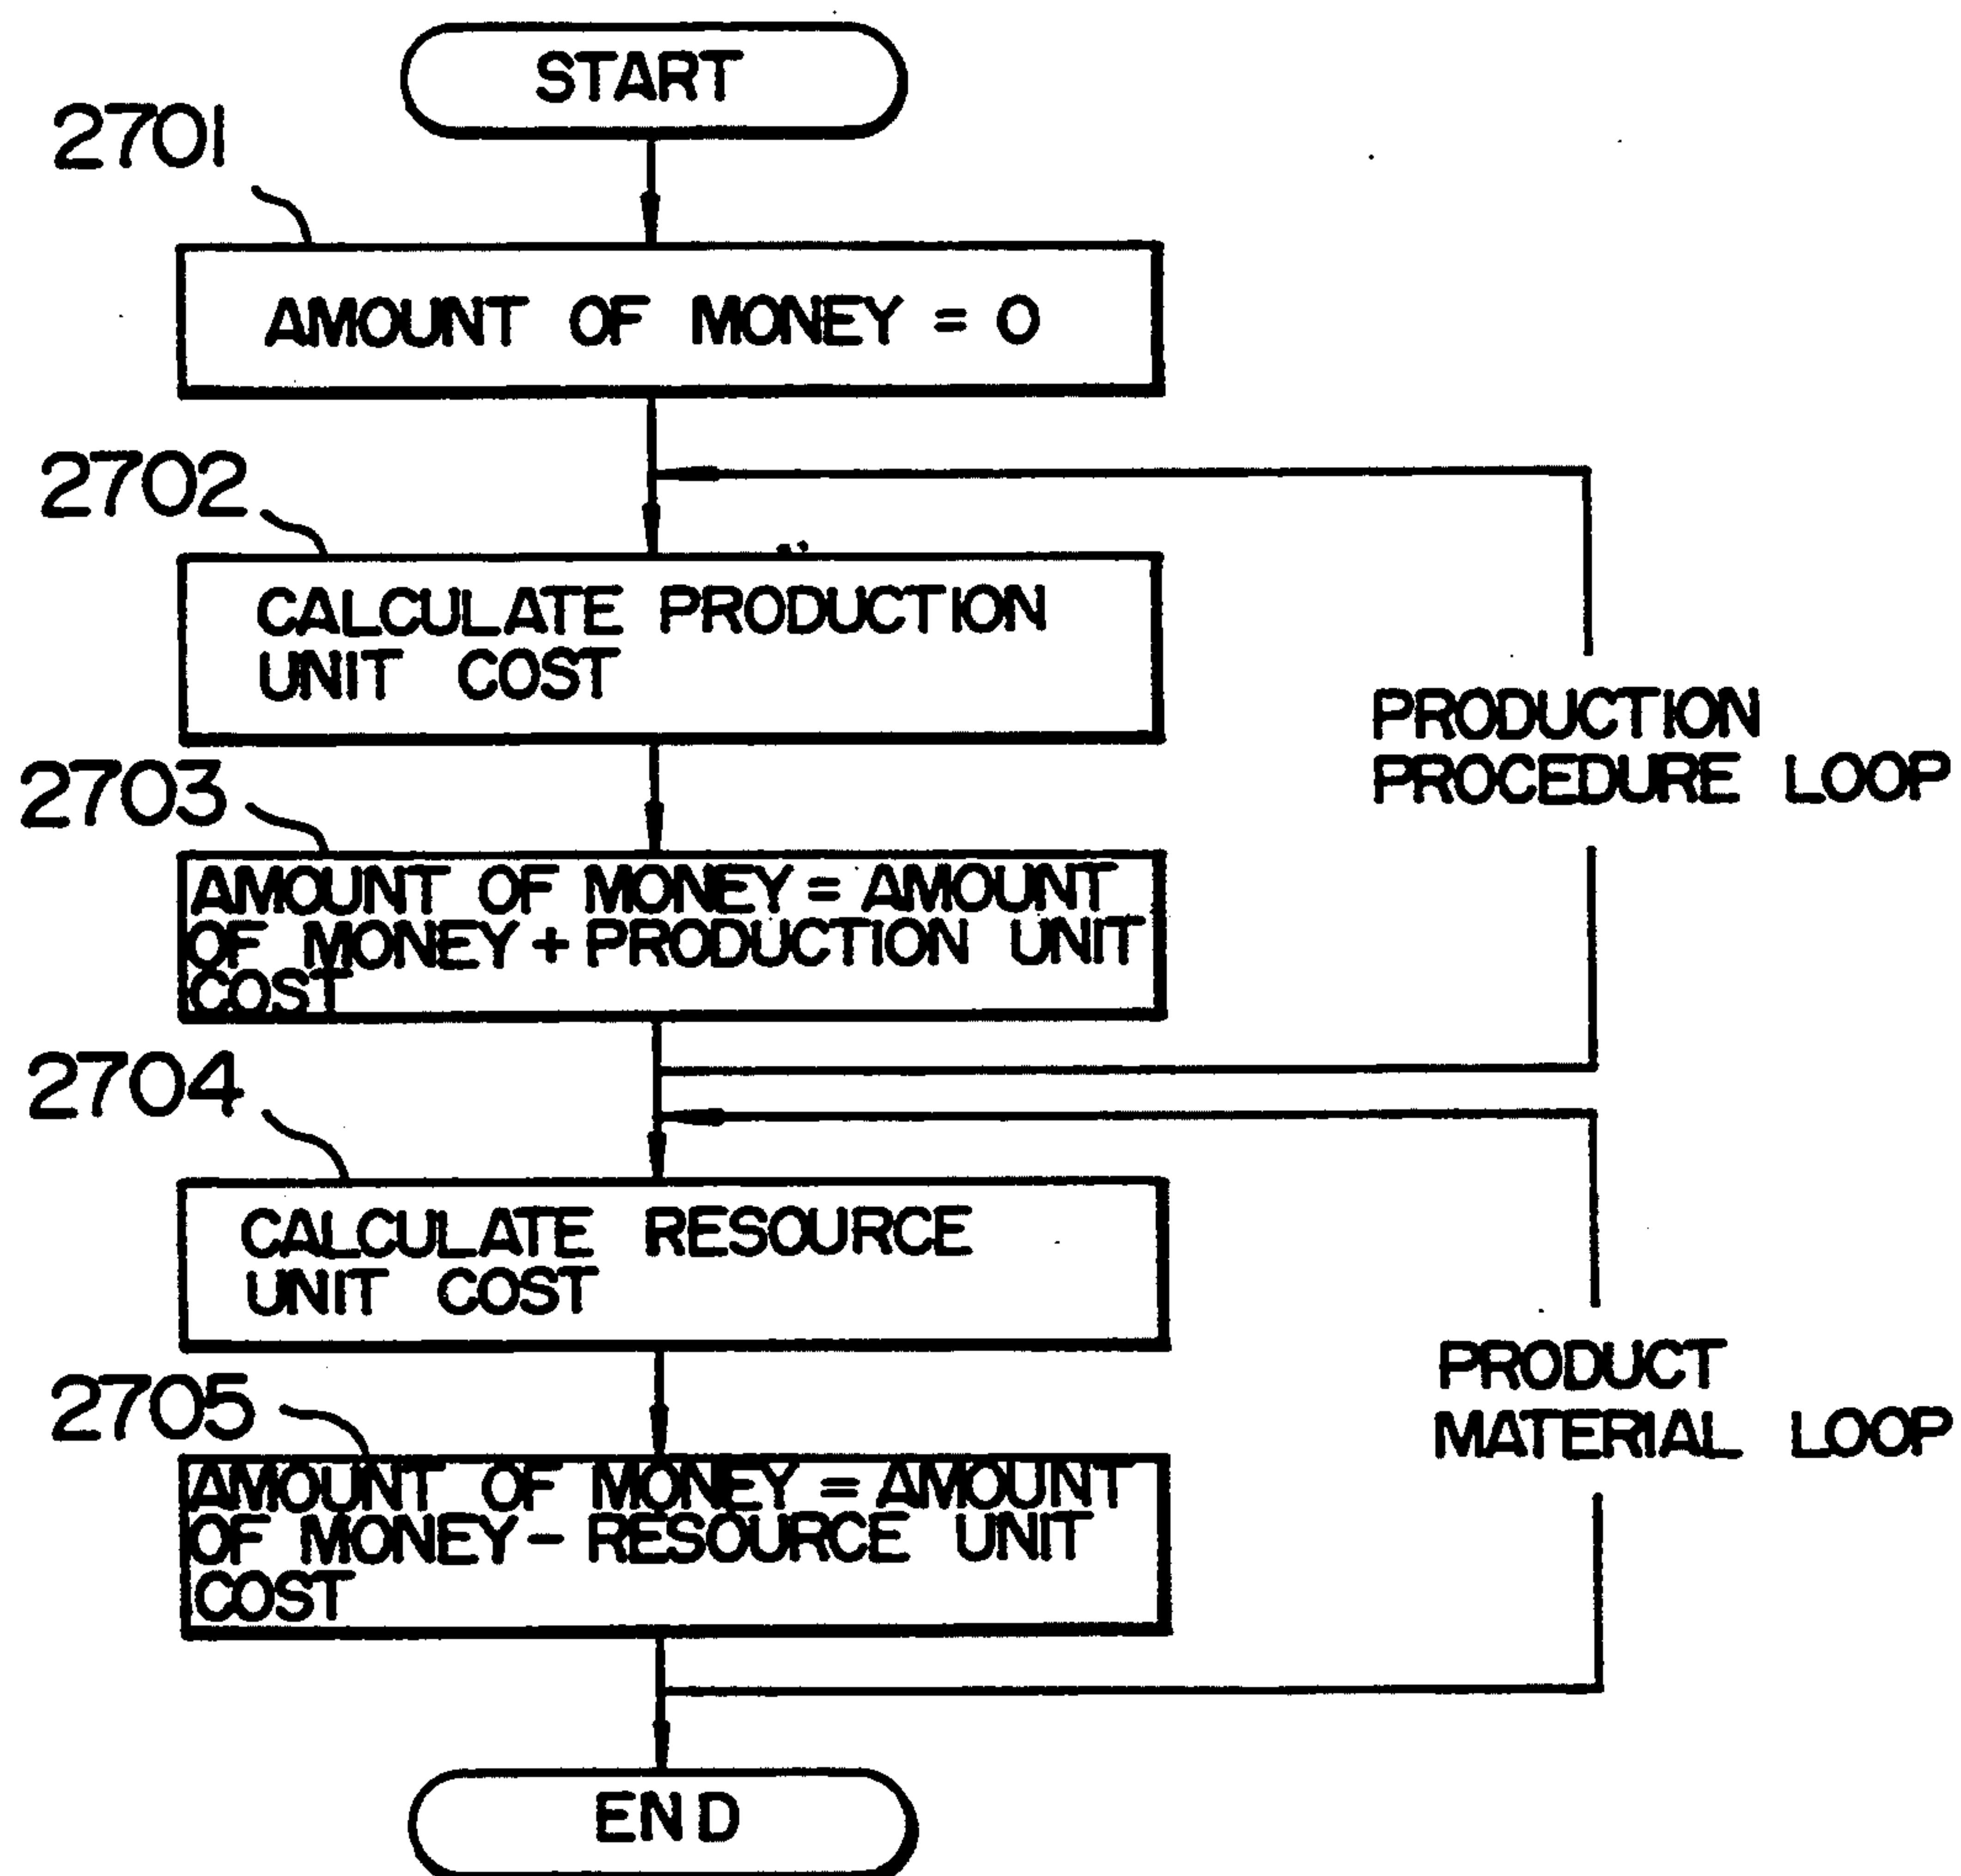 START
2701
AMOUNT OF MONEY = 0
2702
CALCULATE PRODUCTION
UNIT COST
PRODUCTION
PROCEDURE LOOP
2703
AMOUNT OF MONEY = AMOUNT
OF MONEY + PRODUCTION UNIT
COST
2704
CALCULATE RESOURCE
UNIT COST
PRODUCT
MATERIAL LOOP
2705
AMOUNT OF MONEY = AMOUNT
OF MONEY - RESOURCE UNIT
COST
END